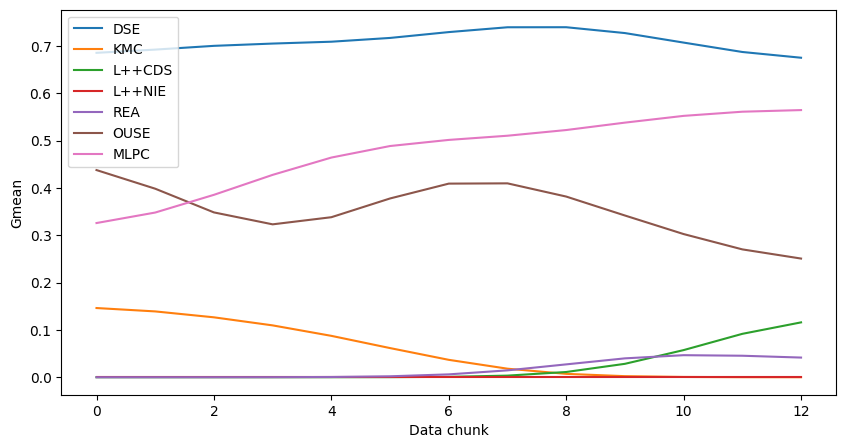 DSE
KMC
L++CDS
L++NIE
REA
OUSE
MLPC
Gmean
0.7
0.6
0.5
0.4
0.3
0.2
0.1
0.0
0 2 4 6 8 10 12
Data chunk